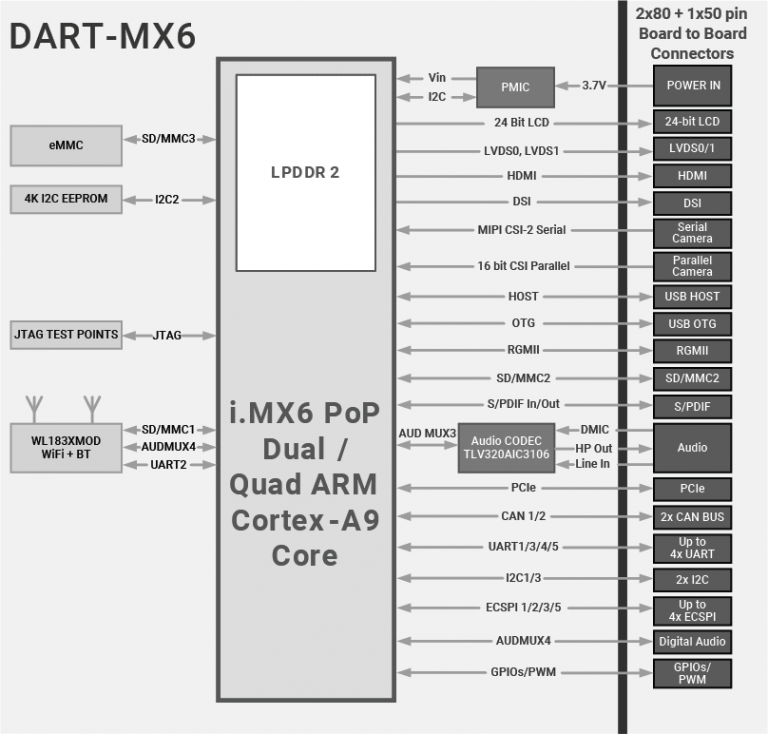 DART-MX6
2x80 + 1x50 pin
Board to Board
Connectors
eMMC
SD/MMC3
4K I2C EEPROM
I2C2
JTAG TEST POINTS
JTAG
WL183XMOD
WiFi + BT
SD/MMC1
AUDMUX4
UART2
LPDDR 2
i.MX6 PoP
Dual /
Quad ARM
Cortex-A9
Core
Vin
I2C
PMIC
3.7V
POWER IN
24 Bit LCD
24-bit LCD
LVDS0, LVDS1
LVDS0/1
HDMI
HDMI
DSI
DSI
MIPI CSI-2 Serial
Serial
Camera
16 bit CSI Parallel
Parallel
Camera
HOST
USB HOST
OTG
USB OTG
RGMII
RGMII
SD/MMC2
SD/MMC2
S/PDIF In/Out
S/PDIF
AUD MUX3
Audio CODEC
TLV320AIC3106
DMIC
HP Out
Line In
Audio
PCIe
PCIe
CAN 1/2
2x CAN BUS
UART1/3/4/5
Up to
4x UART
I2C1/3
2x I2C
ECSPI 1/2/3/5
Up to
4x ECSPI
AUDMUX4
Digital Audio
GPIOs/PWM
GPIOs/
PWM